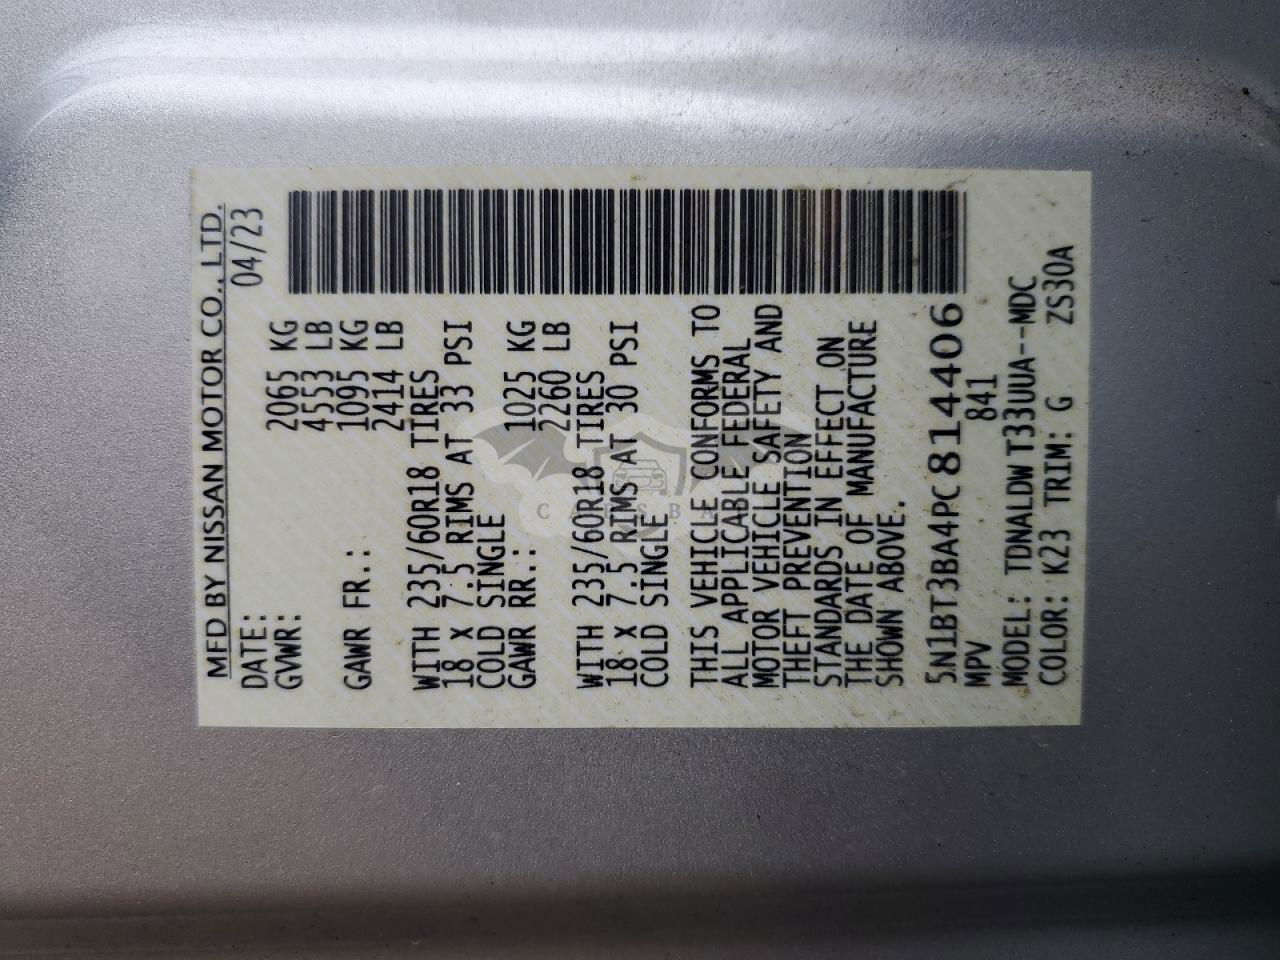 MFD BY NISSAN MOTOR CO., LTD.
DATE: 04/23
GVWR: 2065 KG
4553 LB
GAWR FR.: 1095 KG
2414 LB
WITH 235/60R18 TIRES
18 X 7.5 RIMS AT 33 PSI
COLD SINGLE
GAWR RR.: 1025 KG
2260 LB
WITH 235/60R18 TIRES
18 X 7.5 RIMS AT 30 PSI
COLD SINGLE
THIS VEHICLE CONFORMS TO
ALL APPLICABLE FEDERAL
MOTOR VEHICLE SAFETY AND
THEFT PREVENTION
STANDARDS IN EFFECT ON
THE DATE OF MANUFACTURE
SHOWN ABOVE.
5N1BT3BA4PC814406
MPV 841
MODEL: TDNALDW T33UUA--MDC
COLOR: K23 TRIM: G ZS30A